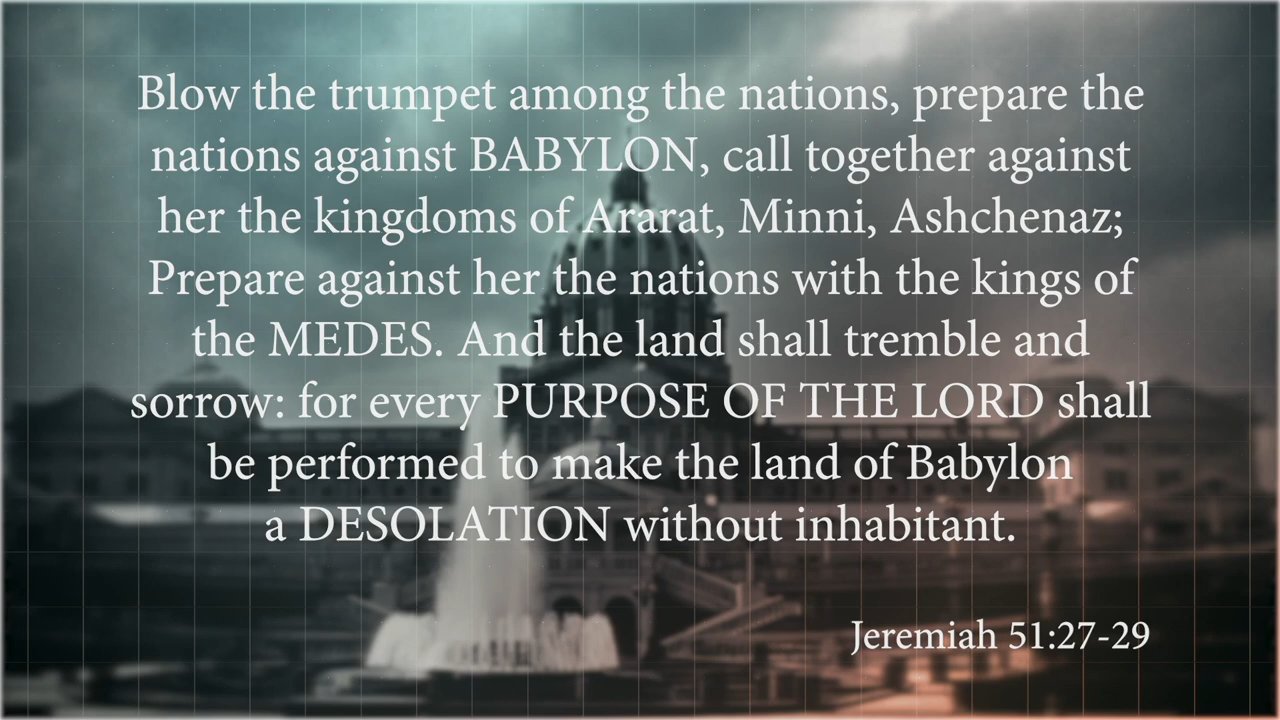 Blow the trumpet among the nations, prepare the
nations against BABYLON, call together against
her the kingdoms of Ararat, Minni, Ashchenaz;
Prepare against her the nations with the kings of
the MEDES. And the land shall tremble and
sorrow: for every PURPOSE OF THE LORD shall
be performed to make the land of Babylon
a DESOLATION without inhabitant.
Jeremiah 51:27-29